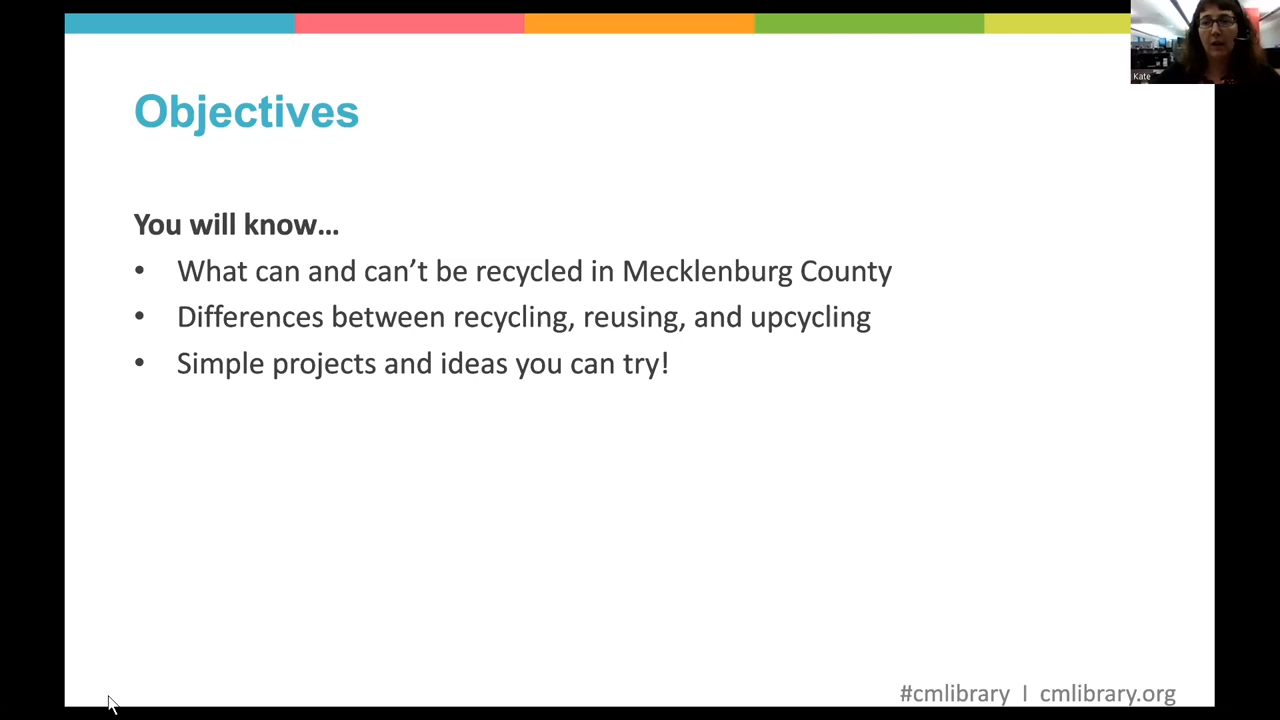 Kate
Objectives
You will know…
• What can and can’t be recycled in Mecklenburg County
• Differences between recycling, reusing, and upcycling
• Simple projects and ideas you can try!
#cmlibrary I cmlibrary.org